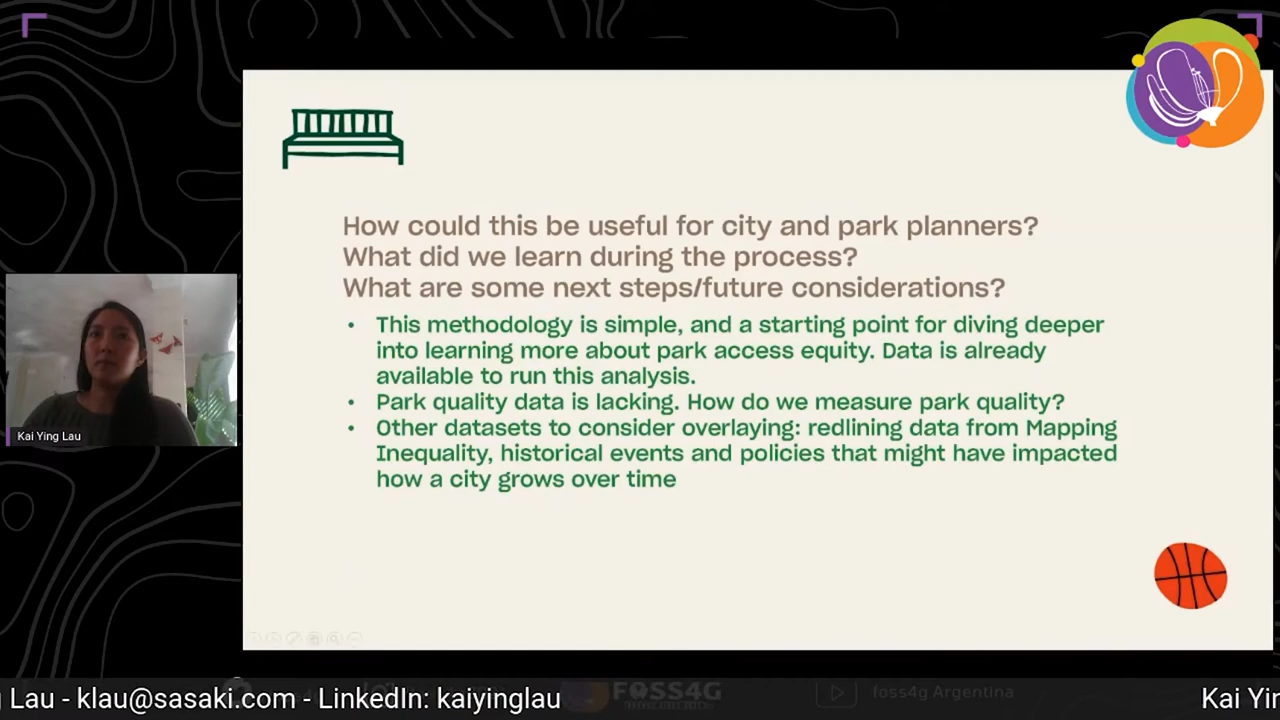 How could this be useful for city and park planners?
What did we learn during the process?
What are some next steps/future considerations?
• This methodology is simple, and a starting point for diving deeper
into learning more about park access equity. Data is already
available to run this analysis.
• Park quality data is lacking. How do we measure park quality?
• Other datasets to consider overlaying: redlining data from Mapping
Inequality, historical events and policies that might have impacted
how a city grows over time
Kai Ying Lau
g Lau - klau@sasaki.com - LinkedIn: kaiyinglau
FOSS4G
foss4g Argentina
Kai Yin